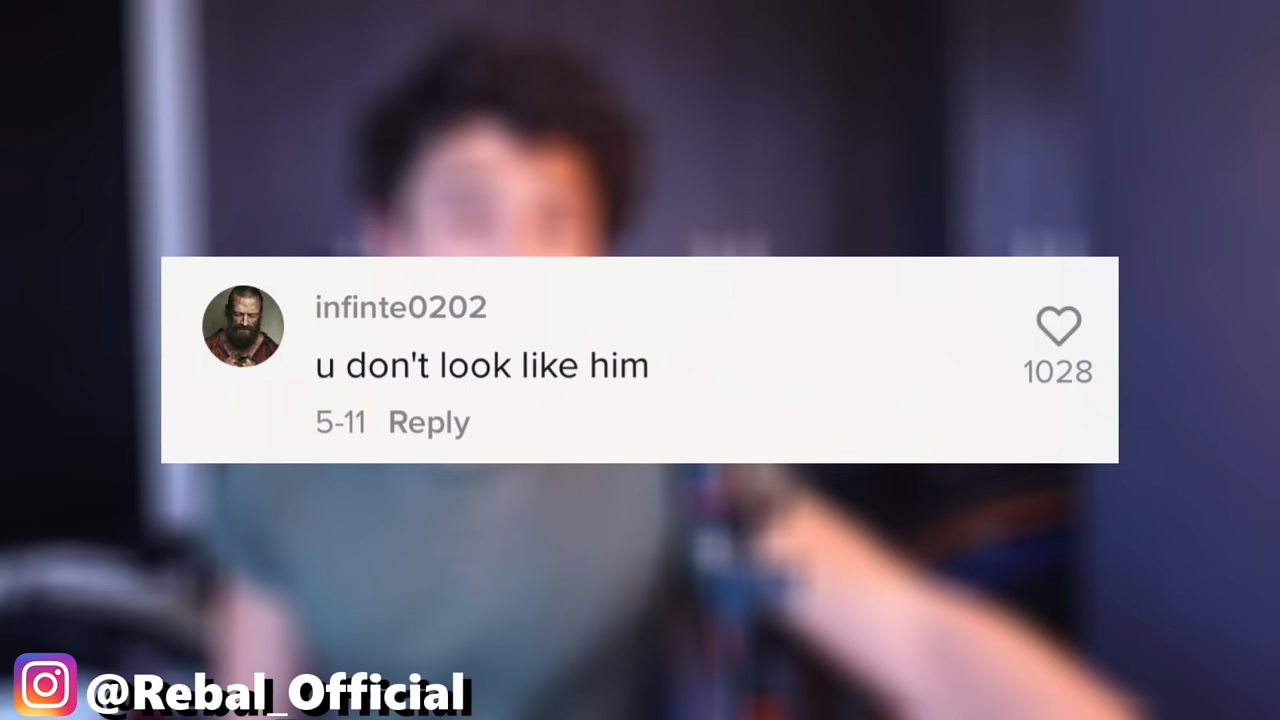 infinte0202
u don't look like him
1028
5-11 Reply
@Rebal_Official